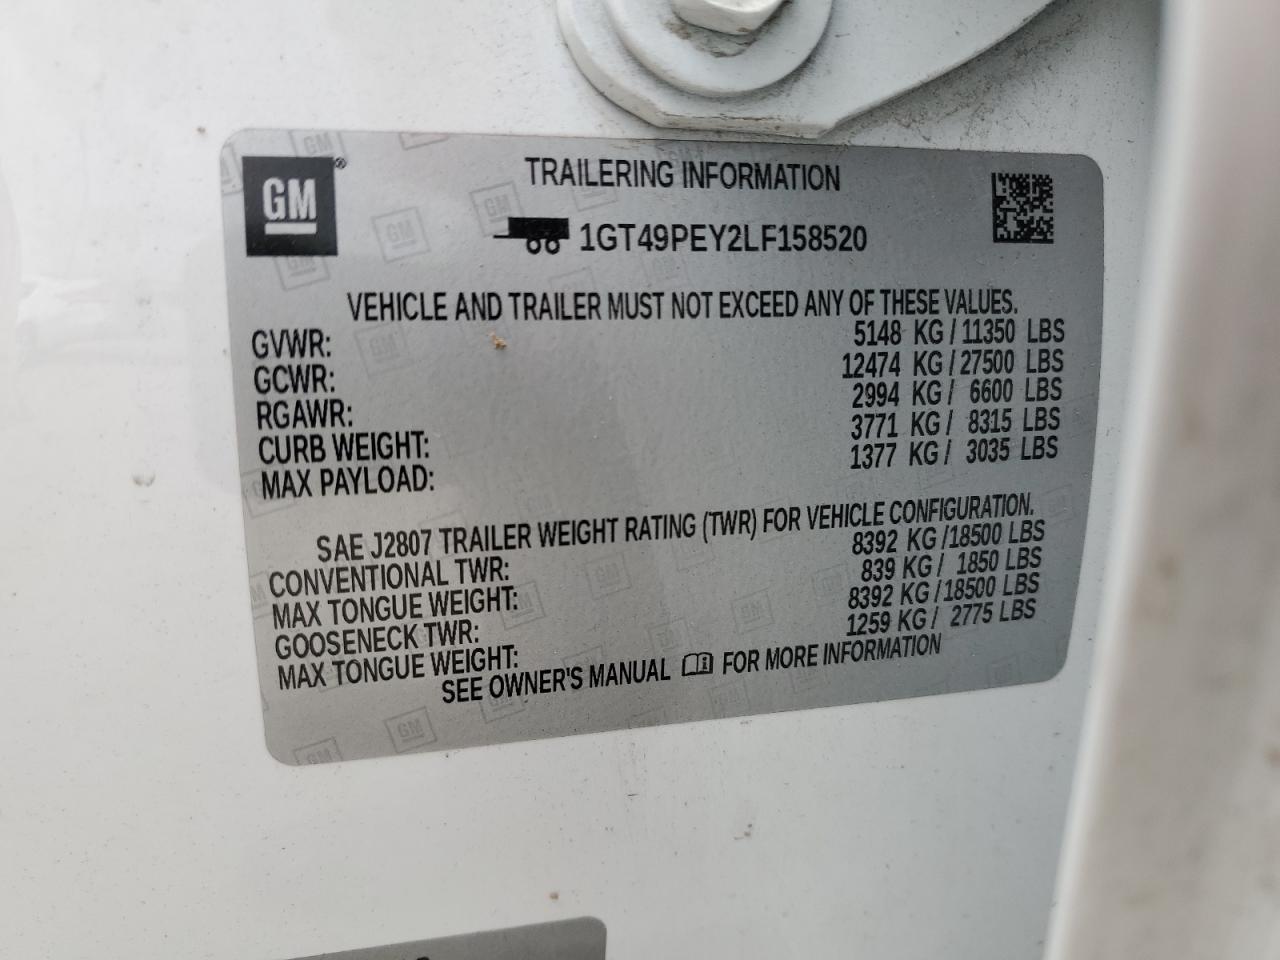 GM®
TRAILERING INFORMATION
1GT49PEY2LF158520
VEHICLE AND TRAILER MUST NOT EXCEED ANY OF THESE VALUES.
GVWR: 5148 KG / 11350 LBS
GCWR: 12474 KG / 27500 LBS
RGAWR: 2994 KG / 6600 LBS
CURB WEIGHT: 3771 KG / 8315 LBS
MAX PAYLOAD: 1377 KG / 3035 LBS
SAE J2807 TRAILER WEIGHT RATING (TWR) FOR VEHICLE CONFIGURATION.
CONVENTIONAL TWR: 8392 KG / 18500 LBS
MAX TONGUE WEIGHT: 839 KG / 1850 LBS
GOOSENECK TWR: 8392 KG / 18500 LBS
MAX TONGUE WEIGHT: 1259 KG / 2775 LBS
SEE OWNER'S MANUAL FOR MORE INFORMATION